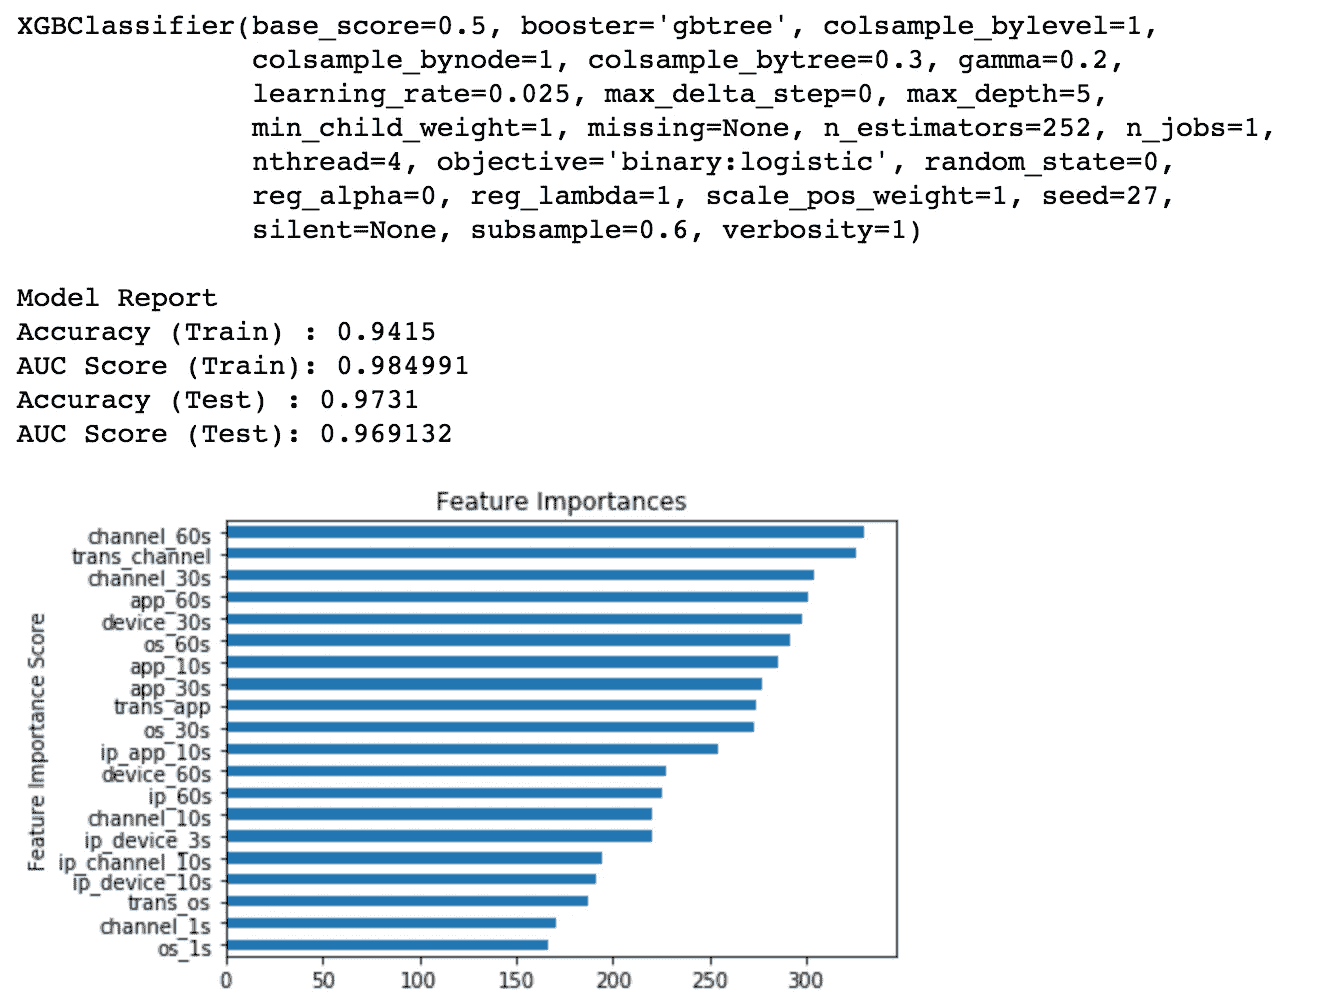 XGBClassifier(base_score=0.5, booster='gbtree', colsample_bylevel=1,
colsample_bynode=1, colsample_bytree=0.3, gamma=0.2,
learning_rate=0.025, max_delta_step=0, max_depth=5,
min_child_weight=1, missing=None, n_estimators=252, n_jobs=1,
nthread=4, objective='binary:logistic', random_state=0,
reg_alpha=0, reg_lambda=1, scale_pos_weight=1, seed=27,
silent=None, subsample=0.6, verbosity=1)
Model Report
Accuracy (Train) : 0.9415
AUC Score (Train): 0.984991
Accuracy (Test) : 0.9731
AUC Score (Test): 0.969132
Feature Importances
Feature Importance Score
channel_60s
trans_channel
channel_30s
app_60s
device_30s
os_60s
app_10s
app_30s
trans_app
os_30s
ip_app_10s
device_60s
ip_60s
channel_10s
ip_device_3s
ip_channel_10s
ip_device_10s
trans_os
channel_1s
os_1s
0 50 100 150 200 250 300